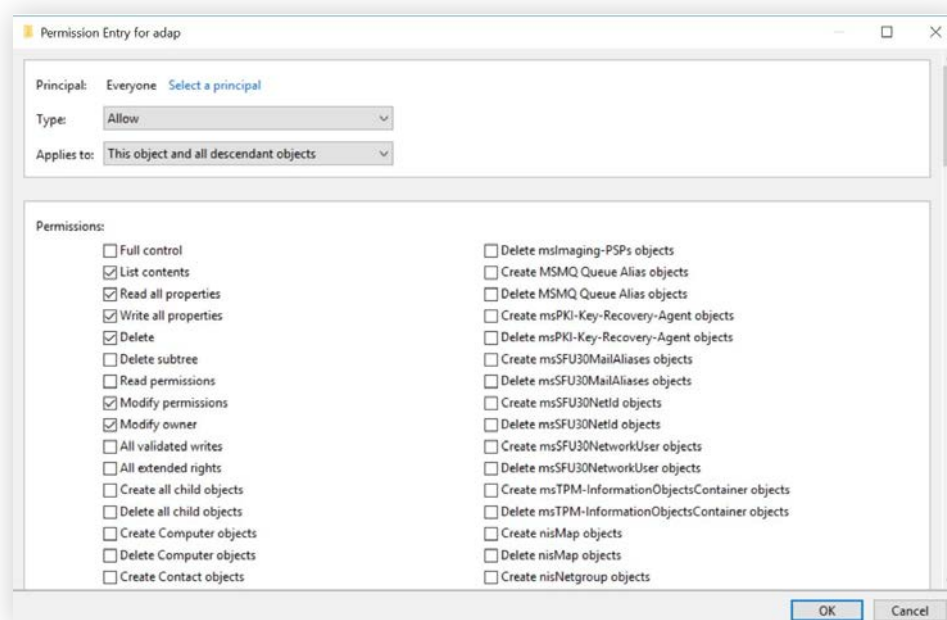 Permission Entry for adap
Principal: Everyone Select a principal
Type: Allow
Applies to: This object and all descendant objects
Permissions:
Full control
List contents
Read all properties
Write all properties
Delete
Delete subtree
Read permissions
Modify permissions
Modify owner
All validated writes
All extended rights
Create all child objects
Delete all child objects
Create Computer objects
Delete Computer objects
Create Contact objects
Delete msImaging-PSPs objects
Create MSMQ Queue Alias objects
Delete MSMQ Queue Alias objects
Create msPKI-Key-Recovery-Agent objects
Delete msPKI-Key-Recovery-Agent objects
Create msSFU30MailAliases objects
Delete msSFU30MailAliases objects
Create msSFU30NetId objects
Delete msSFU30NetId objects
Create msSFU30NetworkUser objects
Delete msSFU30NetworkUser objects
Create msTPM-InformationObjectsContainer objects
Delete msTPM-InformationObjectsContainer objects
Create nisMap objects
Delete nisMap objects
Create nisNetgroup objects
OK Cancel